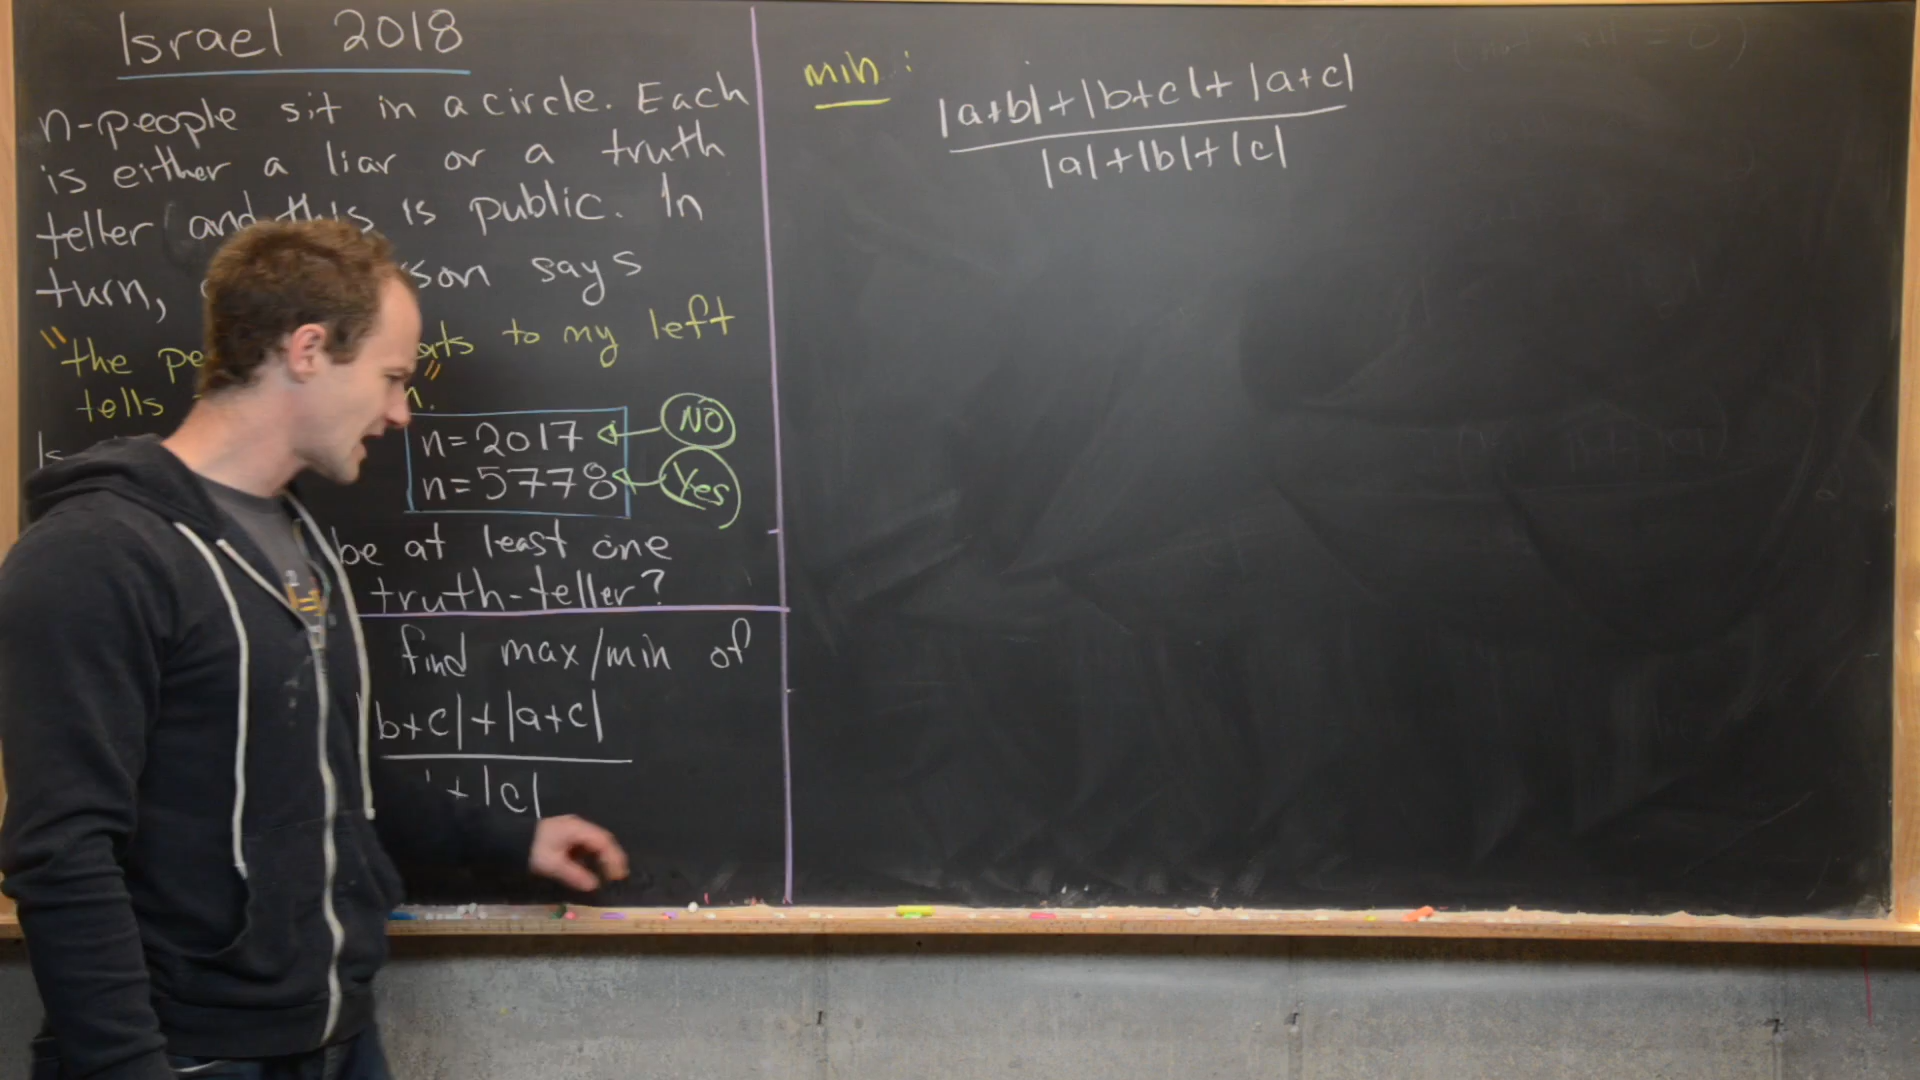 Israel 2018
n-people sit in a circle. Each
is either a liar or a truth
teller and this is public. In
turn, son says
"the pe ats to my left
tells n."
n=2017 NO
n=5778 Yes
be at least one
truth-teller?
find max/min of
|b+c|+|a+c|
+|c|
min:
|a+b|+|b+c|+|a+c|
|a|+|b|+|c|